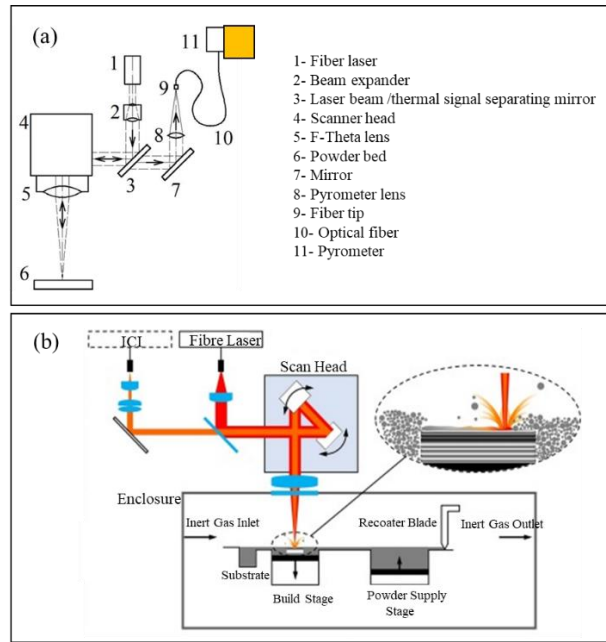 (a)
11
1
2
9
4
8
10
3
7
5
6
1- Fiber laser
2- Beam expander
3- Laser beam /thermal signal separating mirror
4- Scanner head
5- F-Theta lens
6- Powder bed
7- Mirror
8- Pyrometer lens
9- Fiber tip
10- Optical fiber
11- Pyrometer
(b)
ICI
Fibre Laser
Scan Head
Enclosure
Inert Gas Inlet
Recoater Blade
Inert Gas Outlet
Substrate
Build Stage
Powder Supply
Stage